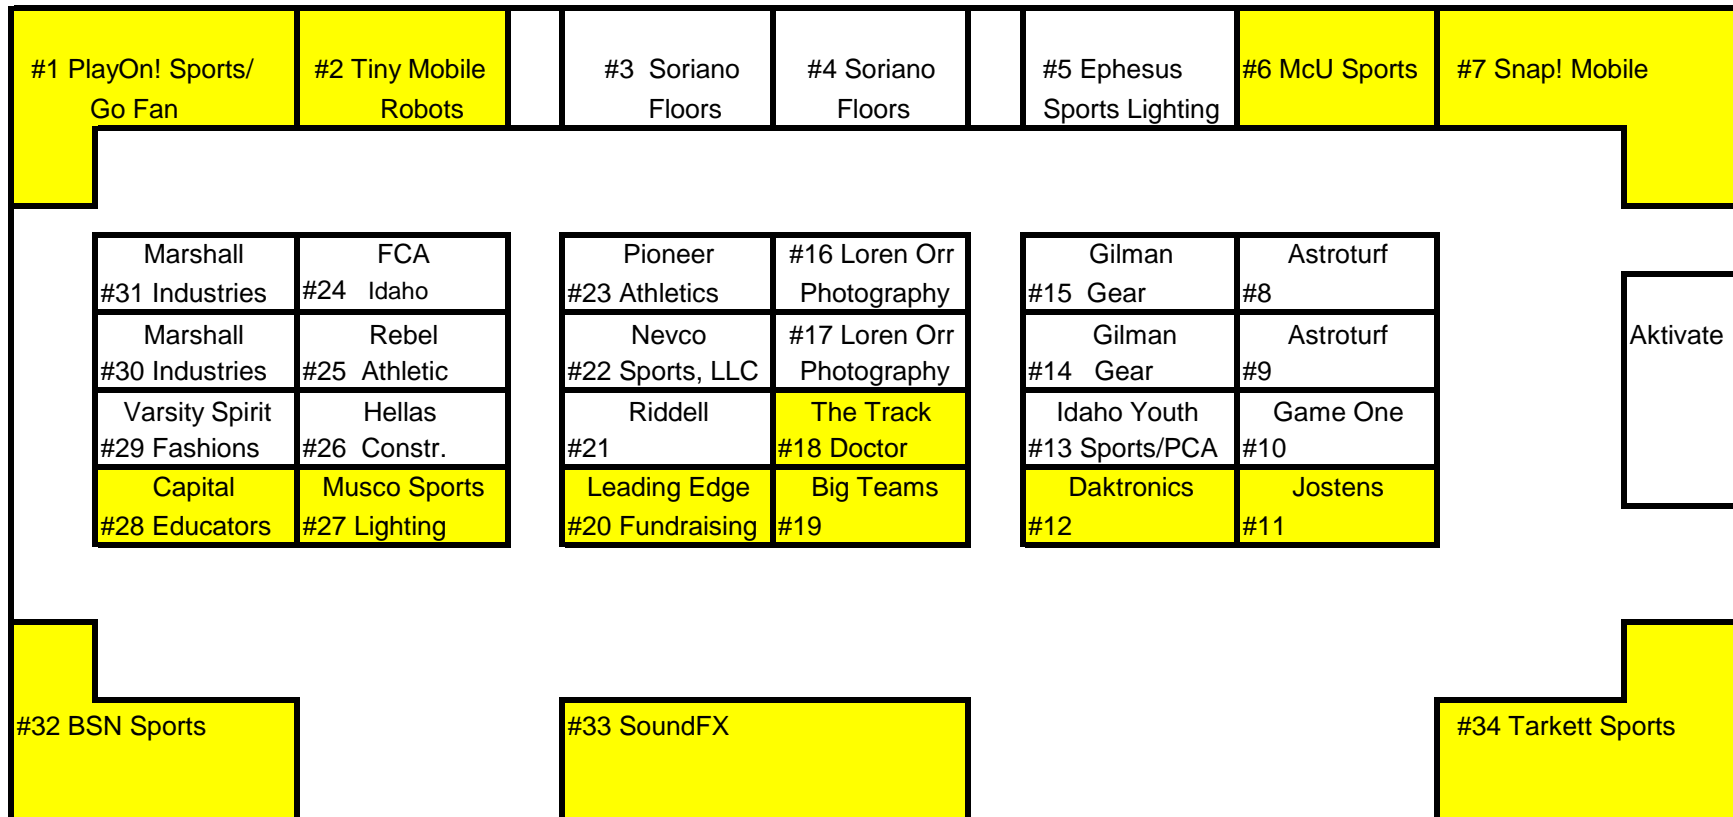 #1 PlayOn! Sports/
Go Fan
#2 Tiny Mobile
Robots
#3 Soriano
Floors
#4 Soriano
Floors
#5 Ephesus
Sports Lighting
#6 McU Sports
#7 Snap! Mobile
Marshall
#31 Industries
FCA
#24 Idaho
Pioneer
#23 Athletics
#16 Loren Orr
Photography
Gilman
#15 Gear
Astroturf
#8
Marshall
#30 Industries
Rebel
#25 Athletic
Nevco
#22 Sports, LLC
#17 Loren Orr
Photography
Gilman
#14 Gear
Astroturf
#9
Aktivate
Varsity Spirit
#29 Fashions
Hellas
#26 Constr.
Riddell
#21
The Track
#18 Doctor
Idaho Youth
#13 Sports/PCA
Game One
#10
Capital
#28 Educators
Musco Sports
#27 Lighting
Leading Edge
#20 Fundraising
Big Teams
#19
Daktronics
#12
Jostens
#11
#32 BSN Sports
#33 SoundFX
#34 Tarkett Sports